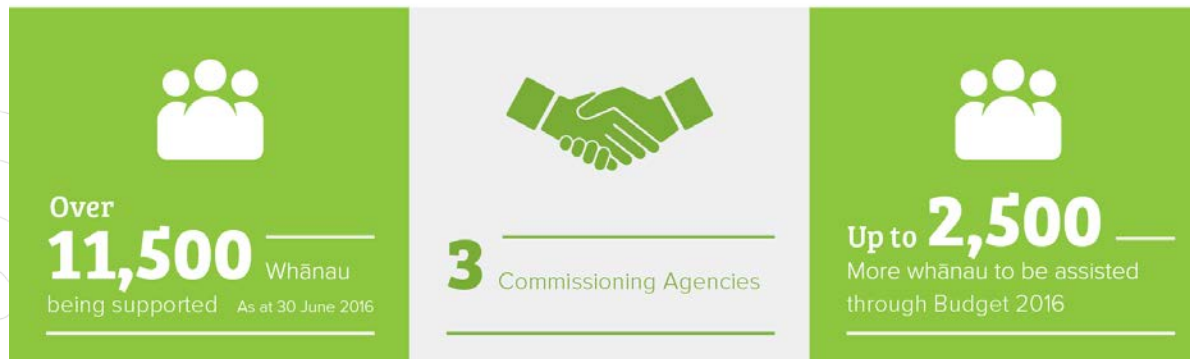 Over
11,500 Whānau
being supported As at 30 June 2016
3 Commissioning Agencies
Up to 2,500
More whānau to be assisted
through Budget 2016